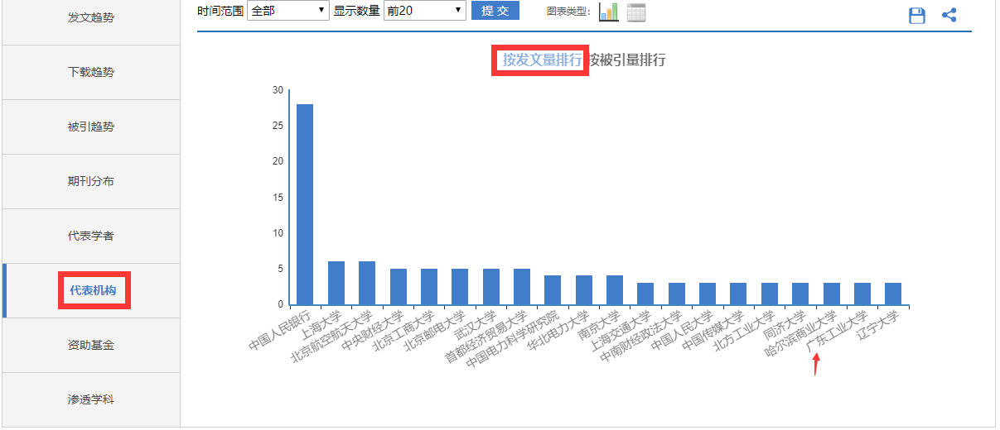 发文趋势
下载趋势
被引趋势
期刊分布
代表学者
代表机构
资助基金
渗透学科
时间范围 全部 显示数量 前20 提 交 图表类型：
按发文量排行 按被引量排行
30
25
20
15
10
5
0
中国人民银行
上海大学
北京航空航天大学
中央财经大学
北京工商大学
北京邮电大学
武汉大学
首都经济贸易大学
中国电力科学研究院
华北电力大学
南京大学
上海交通大学
中南财经政法大学
中国人民大学
中国传媒大学
北方工业大学
同济大学
哈尔滨商业大学
广东工业大学
辽宁大学